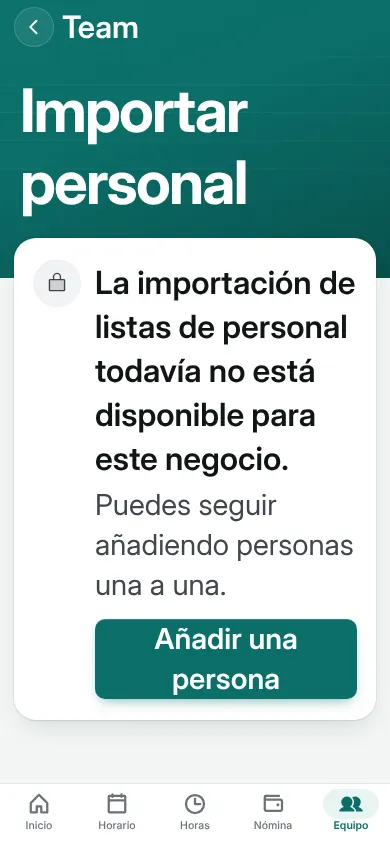 Team
Importar
personal
La importación de
listas de personal
todavía no está
disponible para
este negocio.
Puedes seguir
añadiendo personas
una a una.
Añadir una
persona
Inicio
Horario
Horas
Nómina
Equipo